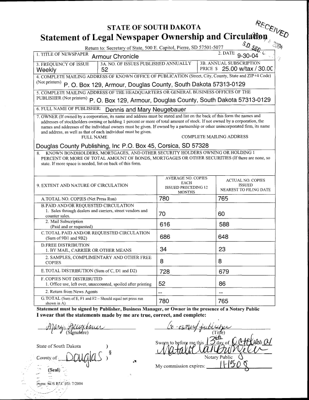 RECEIVED
STATE OF SOUTH DAKOTA
Statement of Legal Newspaper Ownership and Circulation
Return to: Secretary of State, 500 E. Capitol, Pierre, SD 57501-5077
1. TITLE OF NEWSPAPER Armour Chronicle
2. DATE 9-30-04
3. FREQUENCY OF ISSUE Weekly
3A. NO. OF ISSUES PUBLISHED ANNUALLY 52
3B. ANNUAL SUBSCRIPTION PRICE $ 25.00 w/tax / 30.00
4. COMPLETE MAILING ADDRESS OF KNOWN OFFICE OF PUBLICATION (Street, City, County, State and ZIP+4 Code)
(Not printers) P. O. Box 129, Armour, Douglas County, South Dakota 57313-0129
5. COMPLETE MAILING ADDRESS OF THE HEADQUARTERS OF GENERAL BUSINESS OFFICES OF THE
PUBLISHER (Not printers) P. O. Box 129, Armour, Douglas County, South Dakota 57313-0129
6. FULL NAME OF PUBLISHER: Dennis and Mary Neugebauer
7. OWNER (If owned by a corporation, its name and address must be stated and list on the back of this form the names and
addresses of stockholders owning or holding 1 percent or more of total amount of stock. If not owned by a corporation, the
names and addresses of the individual owners must be given. If owned by a partnership or other unincorporated firm, its name
and address, as well as that of each individual must be given.
FULL NAME COMPLETE MAILING ADDRESS
Douglas County Publishing, Inc P.O. Box 45, Corsica, SD 57328
8. KNOWN BONDHOLDERS, MORTGAGEES, AND OTHER SECURITY HOLDERS OWNING OR HOLDING 1
PERCENT OR MORE OF TOTAL AMOUNT OF BONDS, MORTGAGES OR OTHER SECURITIES (If there are none, so
state. If more space is needed, list on back of this form.
9. EXTENT AND NATURE OF CIRCULATION
AVERAGE NO. COPIES EACH ISSUED PRECEDING 12 MONTHS
ACTUAL NO. COPIES ISSUED NEAREST TO FILING DATE
A.TOTAL NO. COPIES (Net Press Run) 780 765
B.PAID AND/OR REQUESTED CIRCULATION
1. Sales through dealers and carriers, street vendors and counter sales. 70 60
2. Mail Subscription (Paid and/or requested) 616 588
C.TOTAL PAID AND/OR REQUESTED CIRCULATION (Sum of 9B1 and 9B2) 686 648
D.FREE DISTRIBUTION
1. BY MAIL, CARRIER OR OTHER MEANS 34 23
2. SAMPLES, COMPLIMENTARY AND OTHER FREE COPIES 8 8
E.TOTAL DISTRIBUTION (Sum of C, D1 and D2) 728 679
F. COPIES NOT DISTRIBUTED
1. Office use, left over, unaccounted, spoiled after printing 52 86
2. Return from News Agents -- --
G. TOTAL (Sum of E, F1 and F2 – Should equal net press run shown in A) 780 765
Statement must be signed by Publisher, Business Manager, or Owner in the presence of a Notary Public
I swear that the statements made by me are true, correct, and complete:
Mary Neugebauer
(Signature)
Co-owner/publisher
(Title)
State of South Dakota )
County of Douglas )
(Seal)
Sworn to before me this 13 day of October 04
Notary Public
My commission expires: